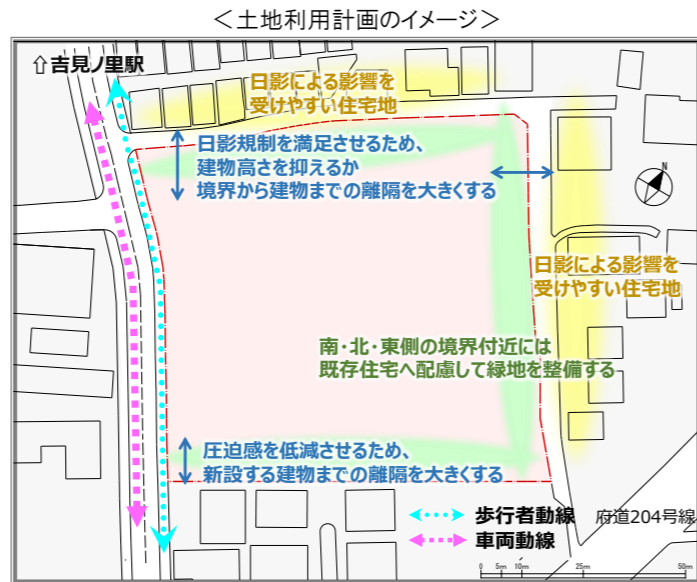 ＜土地利用計画のイメージ＞
⇧吉見ノ里駅
日影による影響を
受けやすい住宅地
日影規制を満足させるため、
建物高さを抑えるか
境界から建物までの離隔を大きくする
N
日影による影響を
受けやすい住宅地
南・北・東側の境界付近には
既存住宅へ配慮して緑地を整備する
圧迫感を低減させるため、
新設する建物までの離隔を大きくする
歩行者動線 府道204号線
車両動線
0 5m 10m 25m 50m